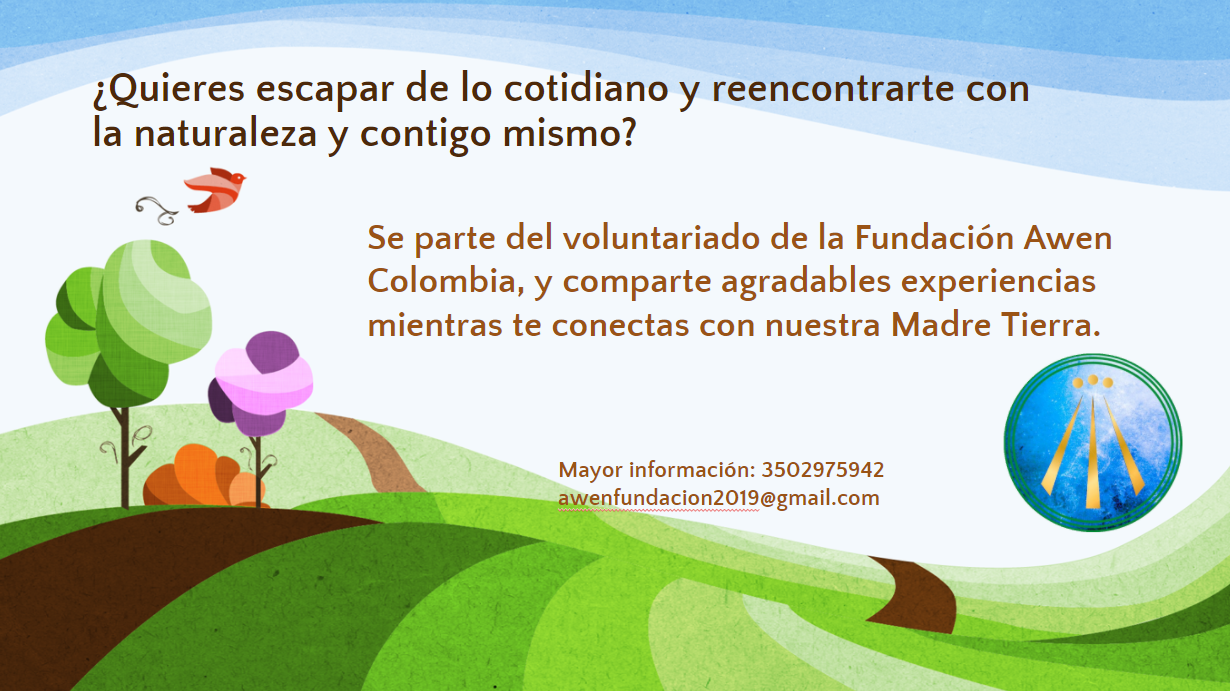 ¿Quieres escapar de lo cotidiano y reencontrarte con
la naturaleza y contigo mismo?
Se parte del voluntariado de la Fundación Awen
Colombia, y comparte agradables experiencias
mientras te conectas con nuestra Madre Tierra.
Mayor información: 3502975942
awenfundacion2019@gmail.com